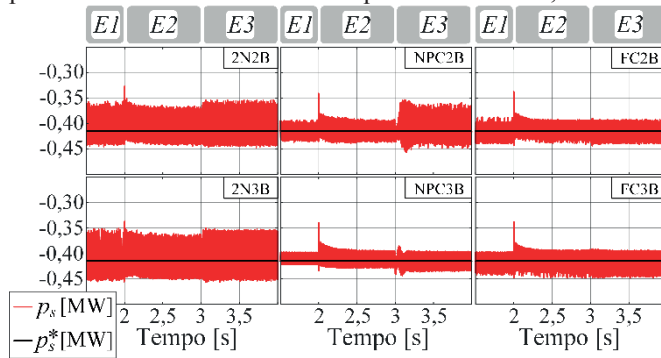 E1 E2 E3 E1 E2 E3 E1 E2 E3
2N2B NPC2B FC2B
-0,30
-0,35
-0,40
-0,45
2N3B NPC3B FC3B
-0,30
-0,35
-0,40
-0,45
2 2,5 3 3,5 2 2,5 3 3,5 2 2,5 3 3,5
Tempo [s] Tempo [s] Tempo [s]
pₛ [MW]
pₛ* [MW]